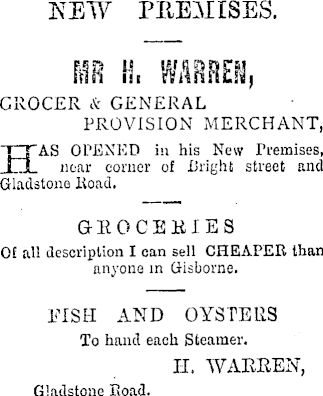 NEW PREMISES.
MR H. WARREN,
GROCER & GENERAL
PROVISION MERCHANT,
HAS OPENED in his New Premises,
near corner of Bright street and
Gladstone Road.
GROCERIES
Of all description I can sell CHEAPER than
anyone in Gisborne.
FISH AND OYSTERS
To hand each Steamer.
H. WARREN,
Gladstone Road.